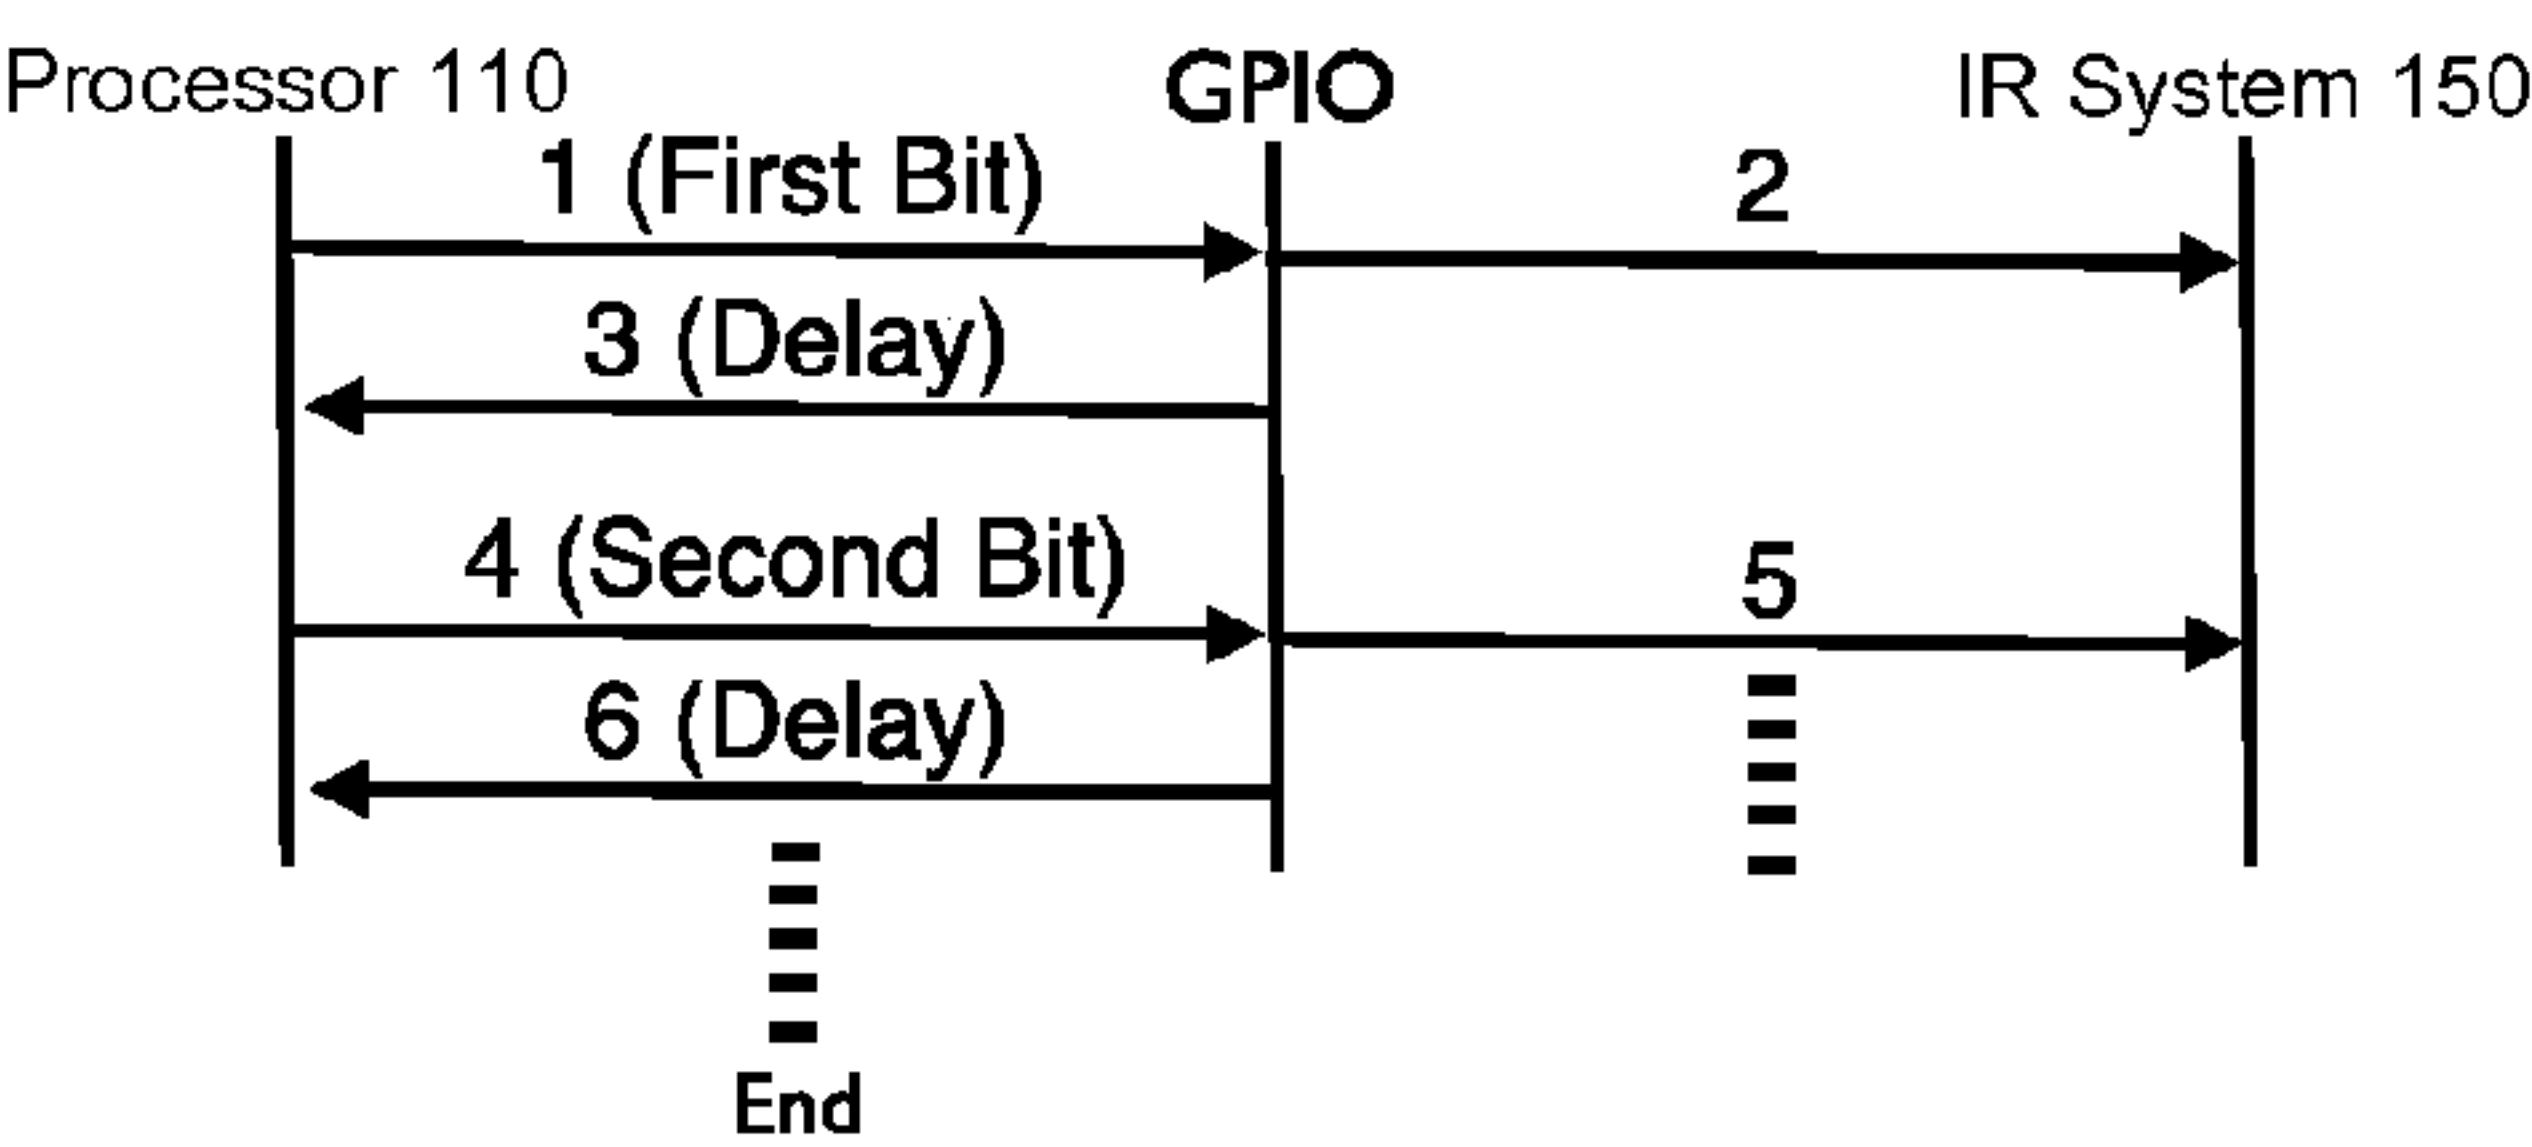 Processor 110 GPIO IR System 150
1 (First Bit) 2
3 (Delay)
4 (Second Bit) 5
6 (Delay)
End